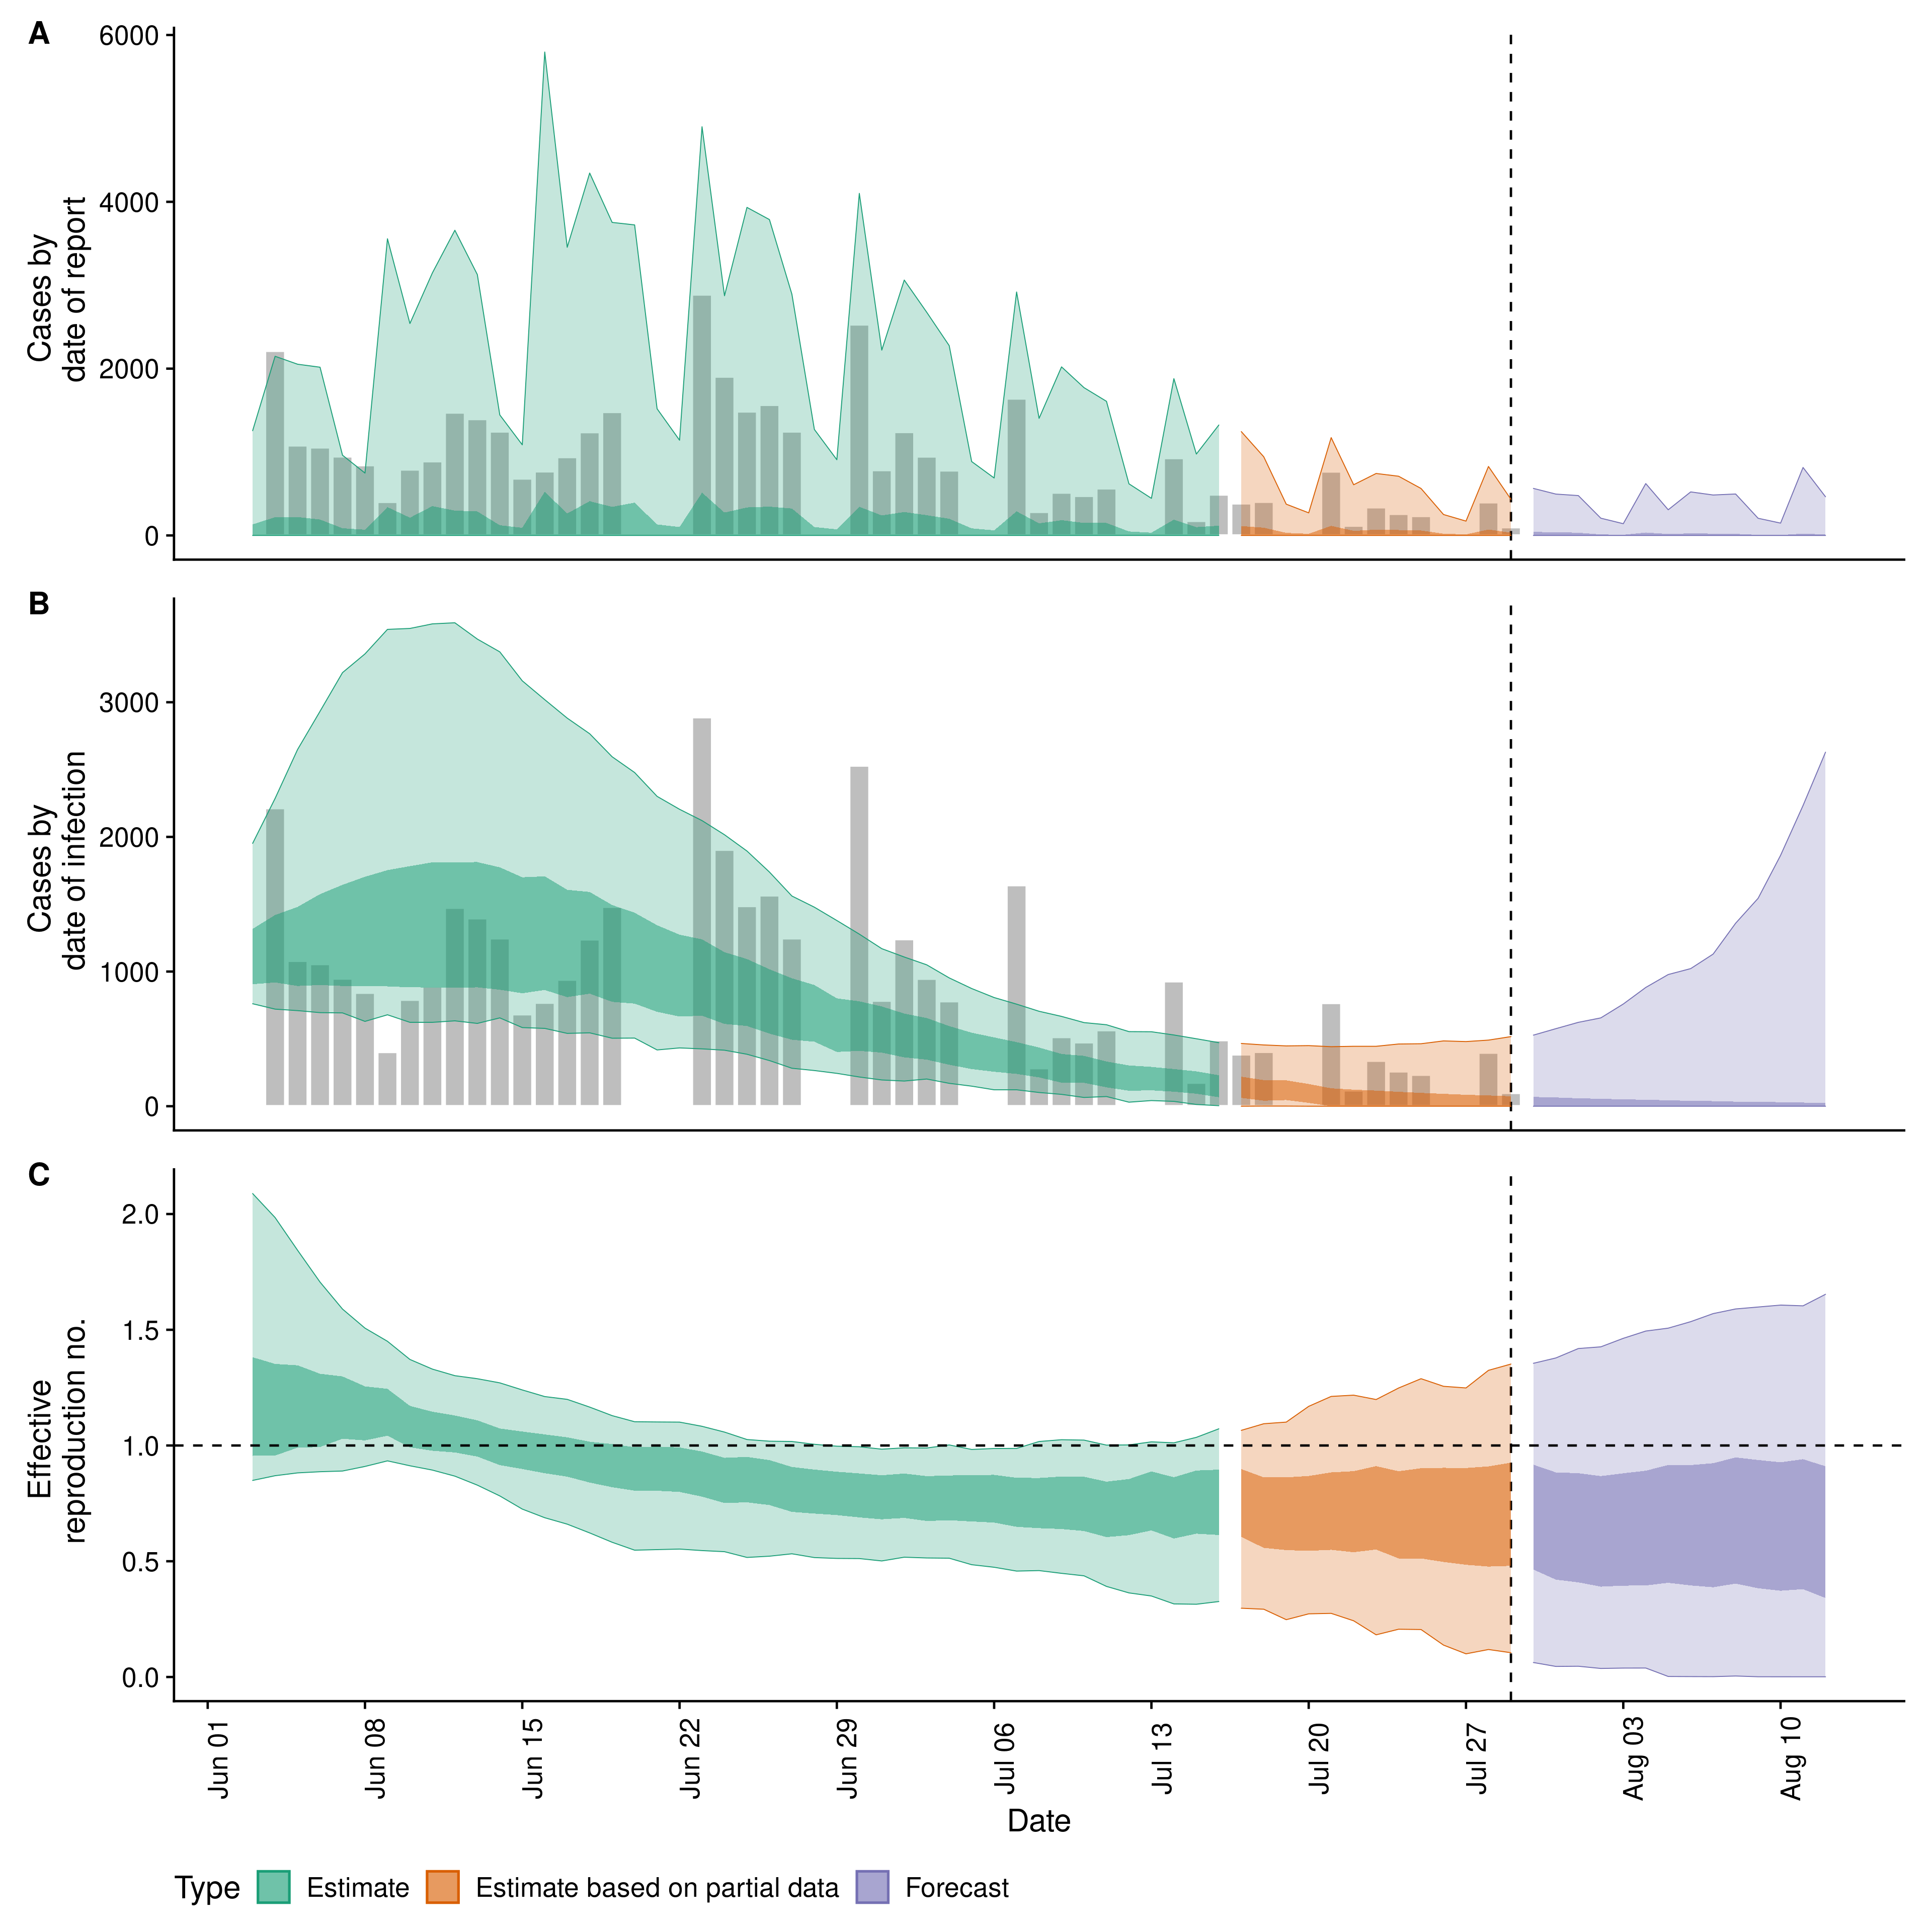 A
Cases by
date of report
6000
4000
2000
0
B
Cases by
date of infection
3000
2000
1000
0
C
Effective
reproduction no.
2.0
1.5
1.0
0.5
0.0
Jun 01
Jun 08
Jun 15
Jun 22
Jun 29
Jul 06
Jul 13
Jul 20
Jul 27
Aug 03
Aug 10
Date
Type Estimate Estimate based on partial data Forecast